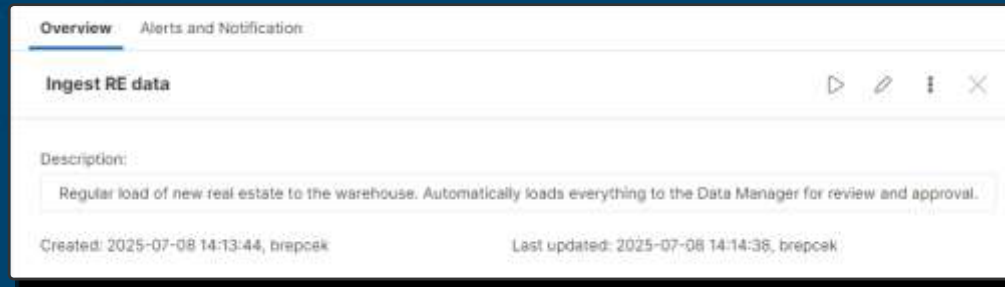 Overview Alerts and Notification
Ingest RE data
Description:
Regular load of new real estate to the warehouse. Automatically loads everything to the Data Manager for review and approval.
Created: 2025-07-08 14:13:44, brepcek Last updated: 2025-07-08 14:14:38, brepcek